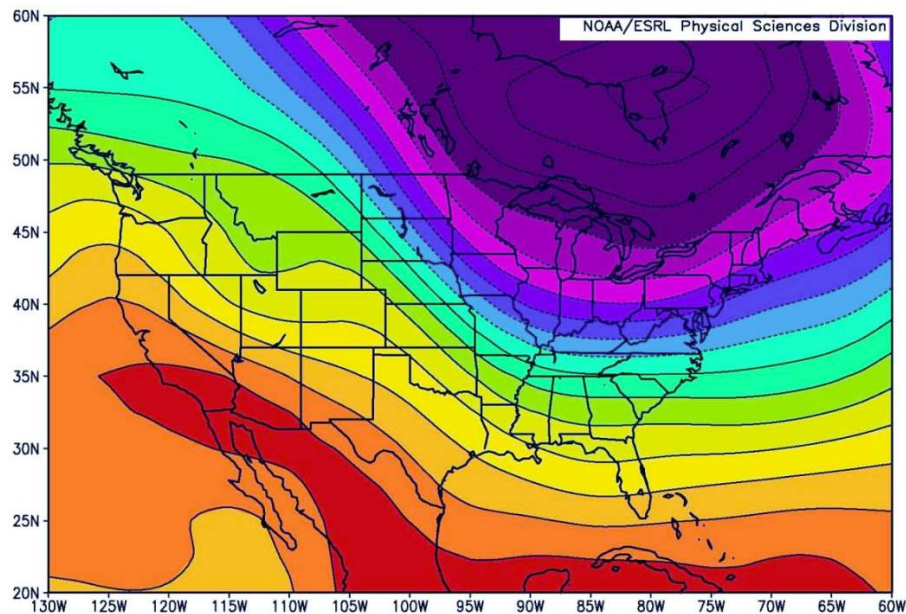 NOAA/ESRL Physical Sciences Division
60N
55N
50N
45N
40N
35N
30N
25N
20N
130W 125W 120W 115W 110W 105W 100W 95W 90W 85W 80W 75W 70W 65W 60W